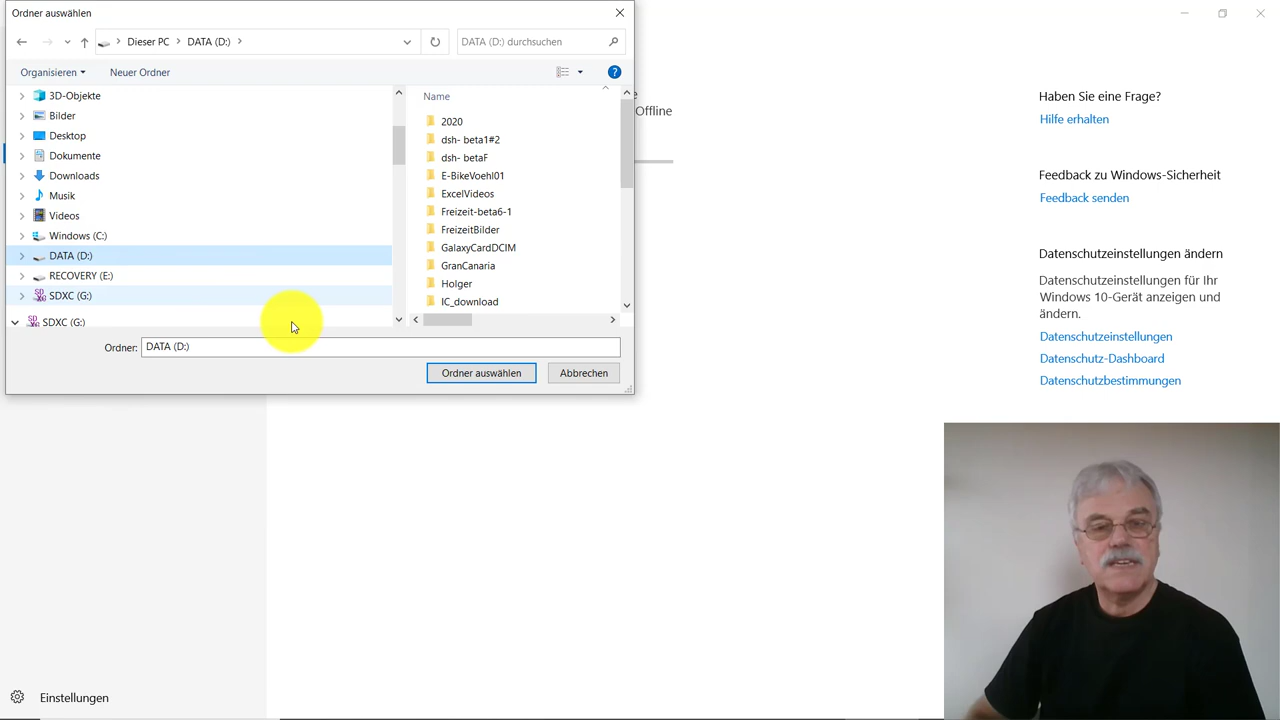 Ordner auswählen
Dieser PC
DATA (D:)
DATA (D:) durchsuchen
Organisieren
Neuer Ordner
?
3D-Objekte
Bilder
Desktop
Dokumente
Downloads
Musik
Videos
Windows (C:)
DATA (D:)
RECOVERY (E:)
SDXC (G:)
SDXC (G:)
Name
2020
dsh- beta1#2
dsh- betaF
E-BikeVoehl01
ExcelVideos
Freizeit-beta6-1
FreizeitBilder
GalaxyCardDCIM
GranCanaria
Holger
IC_download
Ordner: DATA (D:)
Ordner auswählen
Abbrechen
Offline
Haben Sie eine Frage?
Hilfe erhalten
Feedback zu Windows-Sicherheit
Feedback senden
Datenschutzeinstellungen ändern
Datenschutzeinstellungen für Ihr
Windows 10-Gerät anzeigen und
ändern.
Datenschutzeinstellungen
Datenschutz-Dashboard
Datenschutzbestimmungen
Einstellungen